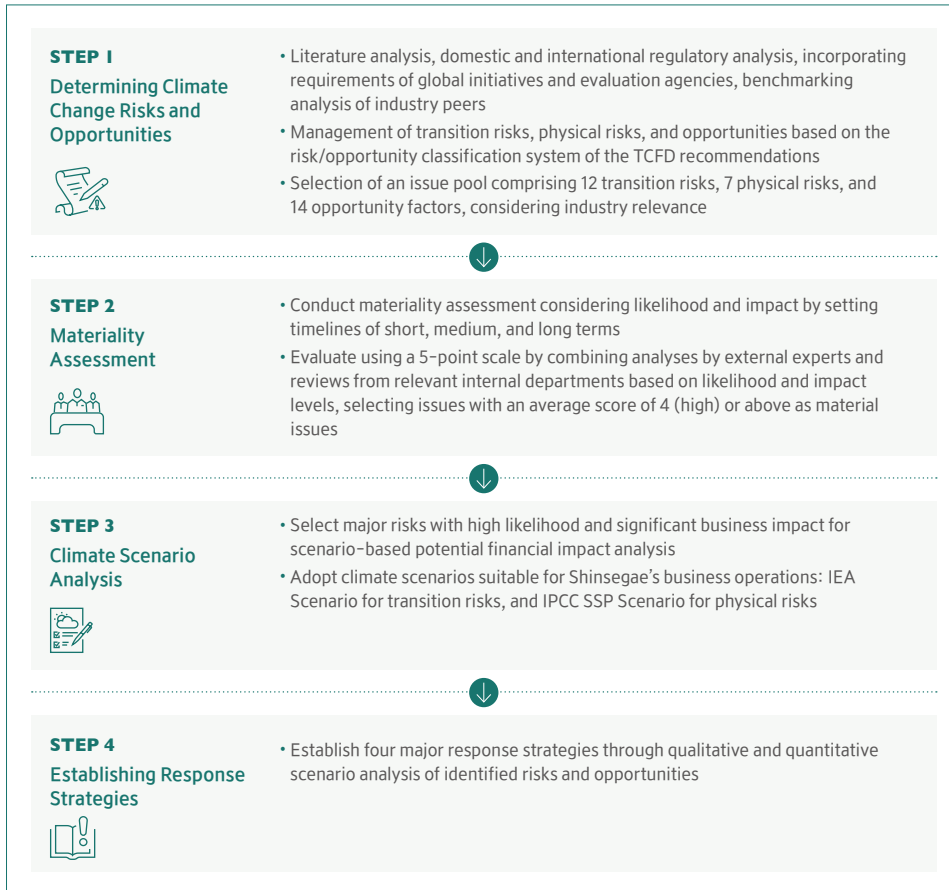 STEP 1
Determining Climate
Change Risks and
Opportunities
• Literature analysis, domestic and international regulatory analysis, incorporating
requirements of global initiatives and evaluation agencies, benchmarking
analysis of industry peers
• Management of transition risks, physical risks, and opportunities based on the
risk/opportunity classification system of the TCFD recommendations
• Selection of an issue pool comprising 12 transition risks, 7 physical risks, and
14 opportunity factors, considering industry relevance
STEP 2
Materiality
Assessment
• Conduct materiality assessment considering likelihood and impact by setting
timelines of short, medium, and long terms
• Evaluate using a 5-point scale by combining analyses by external experts and
reviews from relevant internal departments based on likelihood and impact
levels, selecting issues with an average score of 4 (high) or above as material
issues
STEP 3
Climate Scenario
Analysis
• Select major risks with high likelihood and significant business impact for
scenario-based potential financial impact analysis
• Adopt climate scenarios suitable for Shinsegae's business operations: IEA
Scenario for transition risks, and IPCC SSP Scenario for physical risks
STEP 4
Establishing Response
Strategies
• Establish four major response strategies through qualitative and quantitative
scenario analysis of identified risks and opportunities